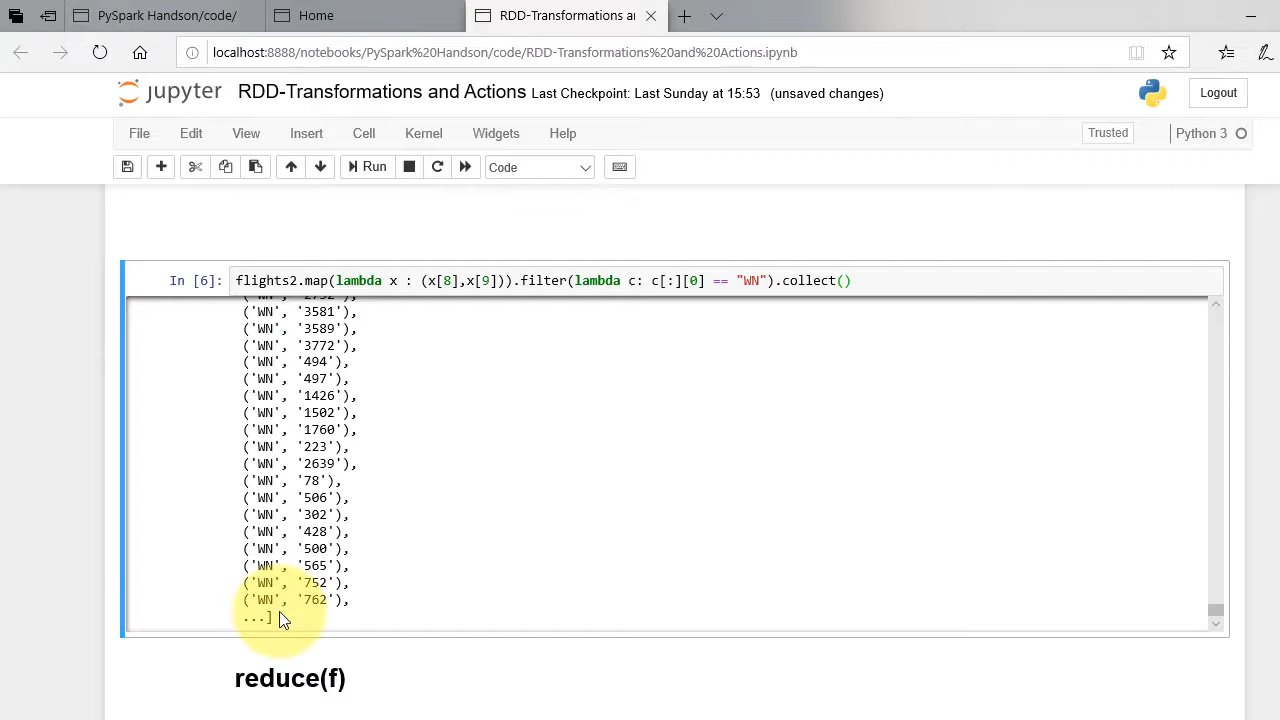 PySpark Handson/code/
Home
RDD-Transformations a
localhost:8888/notebooks/PySpark%20Handson/code/RDD-Transformations%20and%20Actions.ipynb
jupyter RDD-Transformations and Actions Last Checkpoint: Last Sunday at 15:53 (unsaved changes)
Logout
File Edit View Insert Cell Kernel Widgets Help
Trusted
Python 3
Run
Code
In [6]: flights2.map(lambda x : (x[8],x[9])).filter(lambda c: c[:][0] == "WN").collect()
('WN', '3581'),
('WN', '3589'),
('WN', '3772'),
('WN', '494'),
('WN', '497'),
('WN', '1426'),
('WN', '1502'),
('WN', '1760'),
('WN', '223'),
('WN', '2639'),
('WN', '78'),
('WN', '506'),
('WN', '302'),
('WN', '428'),
('WN', '500'),
('WN', '565'),
('WN', '752'),
('WN', '762'),
...]
reduce(f)